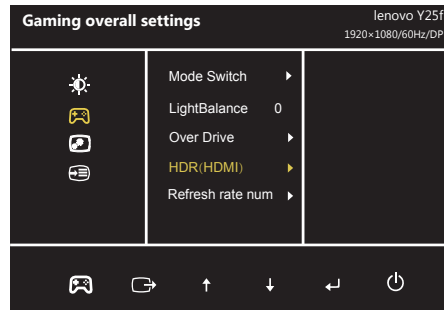 Gaming overall settings
lenovo Y25f
1920×1080/60Hz/DP
Mode Switch
LightBalance 0
Over Drive
HDR(HDMI)
Refresh rate num